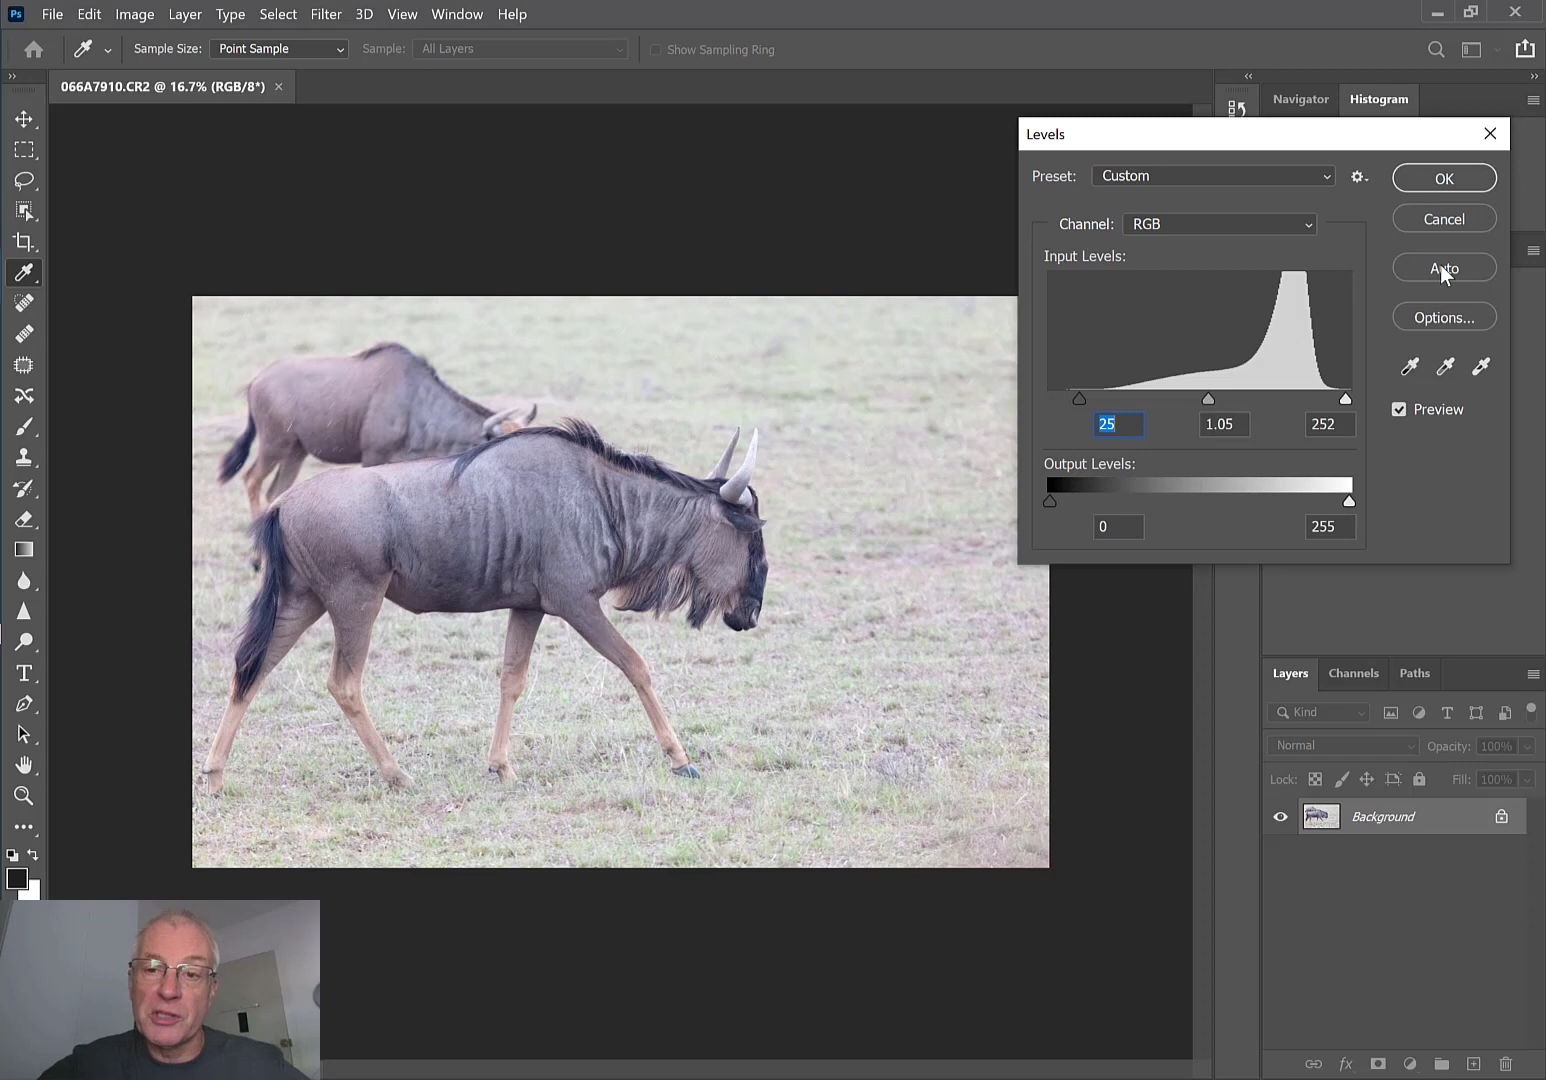 Ps File Edit Image Layer Type Select Filter 3D View Window Help
Sample Size: Point Sample Sample: All Layers Show Sampling Ring
066A7910.CR2 @ 16.7% (RGB/8*) ×
Navigator Histogram
Levels
Preset: Custom OK
Channel: RGB Cancel
Input Levels: Auto
Options...
25 1.05 252 Preview
Output Levels:
0 255
Layers Channels Paths
Kind
Normal Opacity: 100%
Lock: Fill: 100%
Background
fx